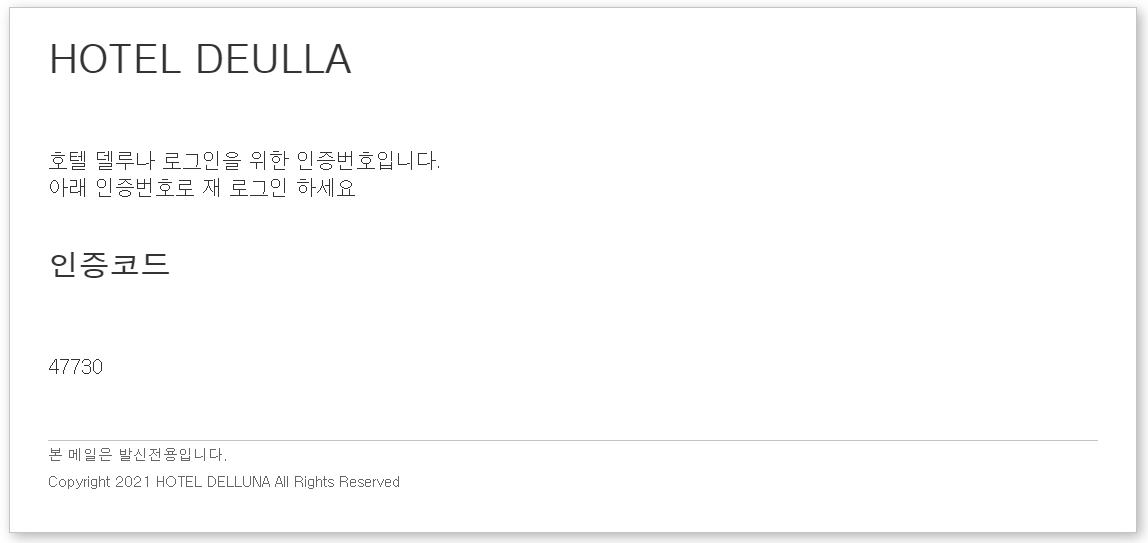 HOTEL DEULLA
호텔 델루나 로그인을 위한 인증번호입니다.
아래 인증번호로 재 로그인 하세요
인증코드
47730
본 메일은 발신전용입니다.
Copyright 2021 HOTEL DELLUNA All Rights Reserved